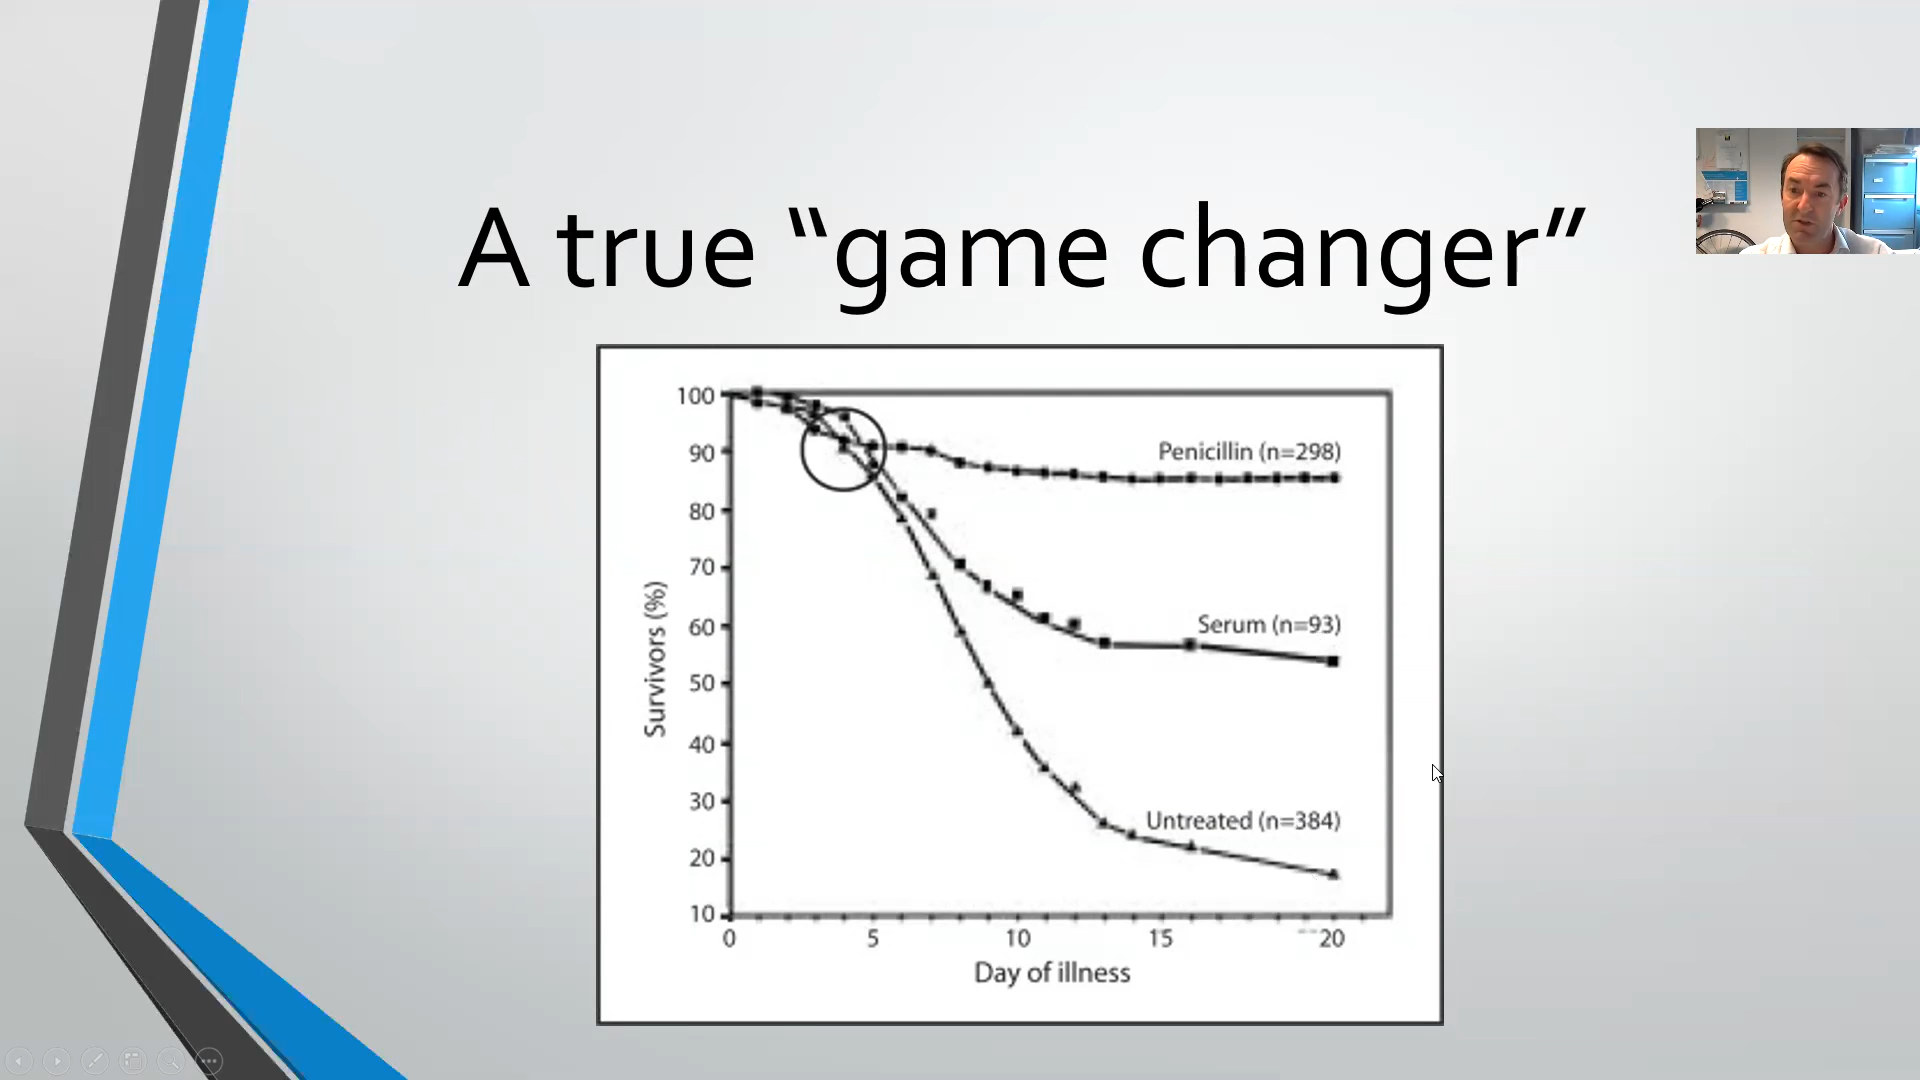 A true “game changer”
100
90
80
70
60
50
40
30
20
10
Survivors (%)
Penicillin (n=298)
Serum (n=93)
Untreated (n=384)
0 5 10 15 20
Day of illness